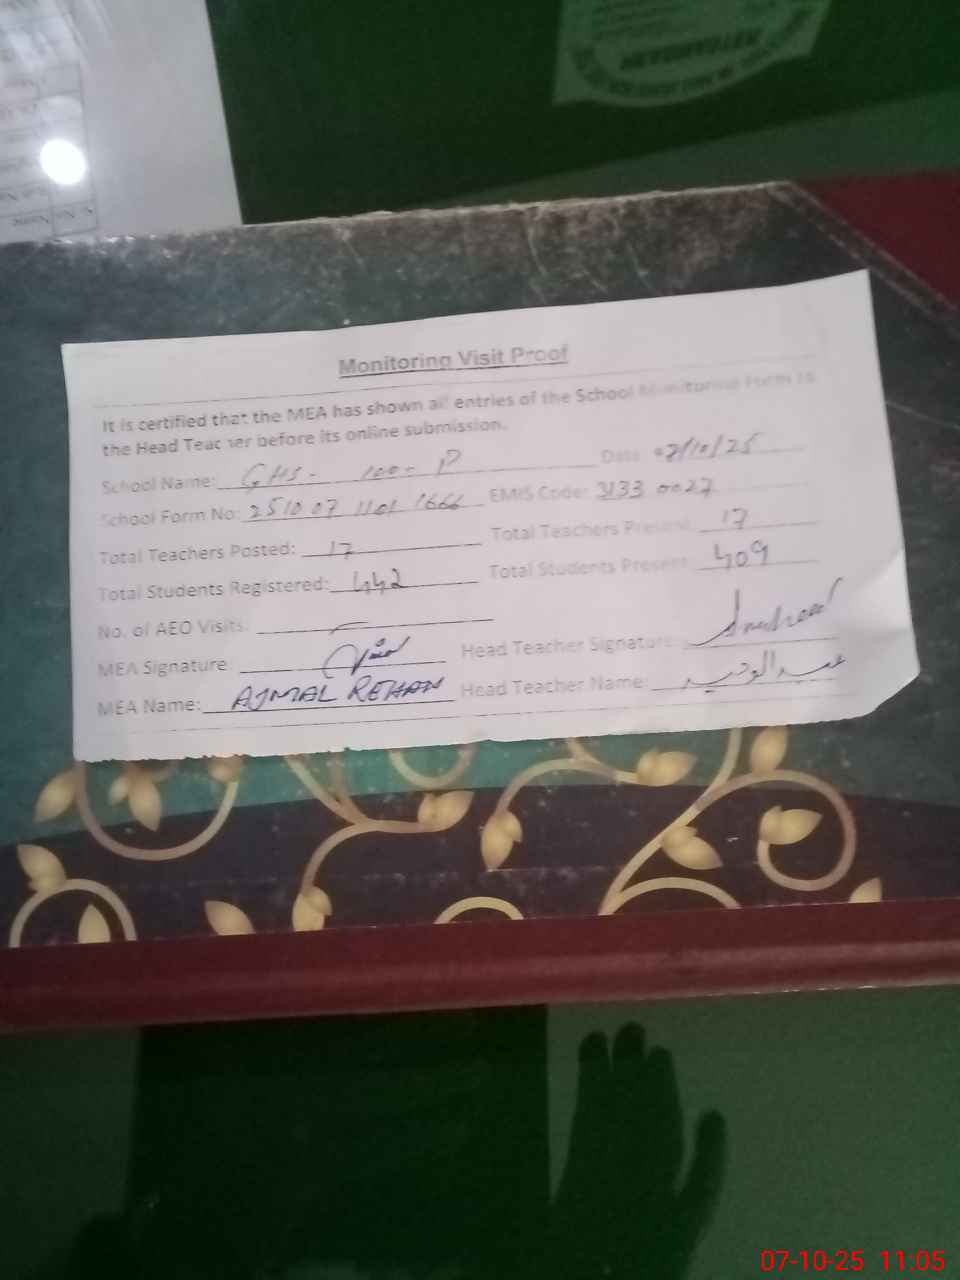 Monitoring Visit Proof
It is certified that the MEA has shown all entries of the School Monitoring Form to
the Head Teacher before its online submission.
School Name: GHS- 100-P Date: 07/10/25
School Form No: 251007 1101 1666 EMIS Code: 3133 0027
Total Teachers Posted: 17 Total Teachers Present: 17
Total Students Registered: 442 Total Students Present: 409
No. of AEO Visits: —
MEA Signature: Head Teacher Signature:
MEA Name: AJMAL REHAN Head Teacher Name: عبدالوحید
07-10-25 11:05